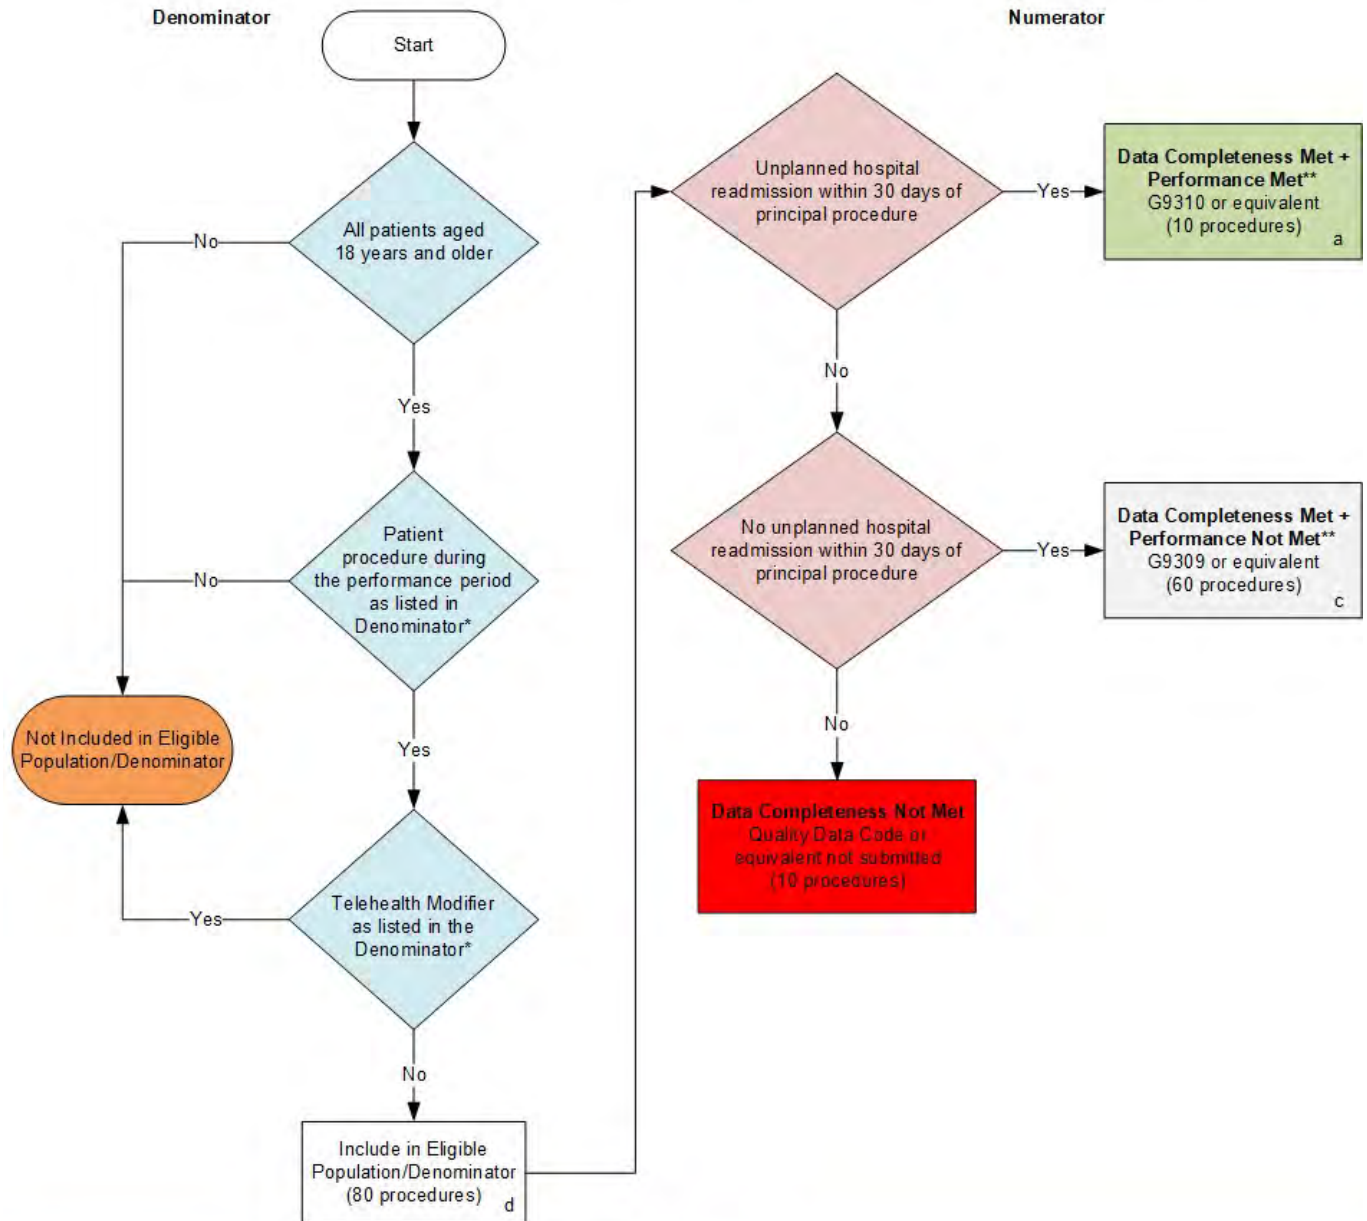 Denominator
Start
All patients aged
18 years and older
No
Yes
Patient
procedure during
the performance period
as listed in
Denominator*
No
Yes
Not Included in Eligible
Population/Denominator
Telehealth Modifier
as listed in the
Denominator*
Yes
No
Include in Eligible
Population/Denominator
(80 procedures)
d
Numerator
Unplanned hospital
readmission within 30 days of
principal procedure
Yes
Data Completeness Met +
Performance Met**
G9310 or equivalent
(10 procedures)
a
No
No unplanned hospital
readmission within 30 days of
principal procedure
Yes
Data Completeness Met +
Performance Not Met**
G9309 or equivalent
(60 procedures)
c
No
Data Completeness Not Met
Quality Data Code or
equivalent not submitted
(10 procedures)